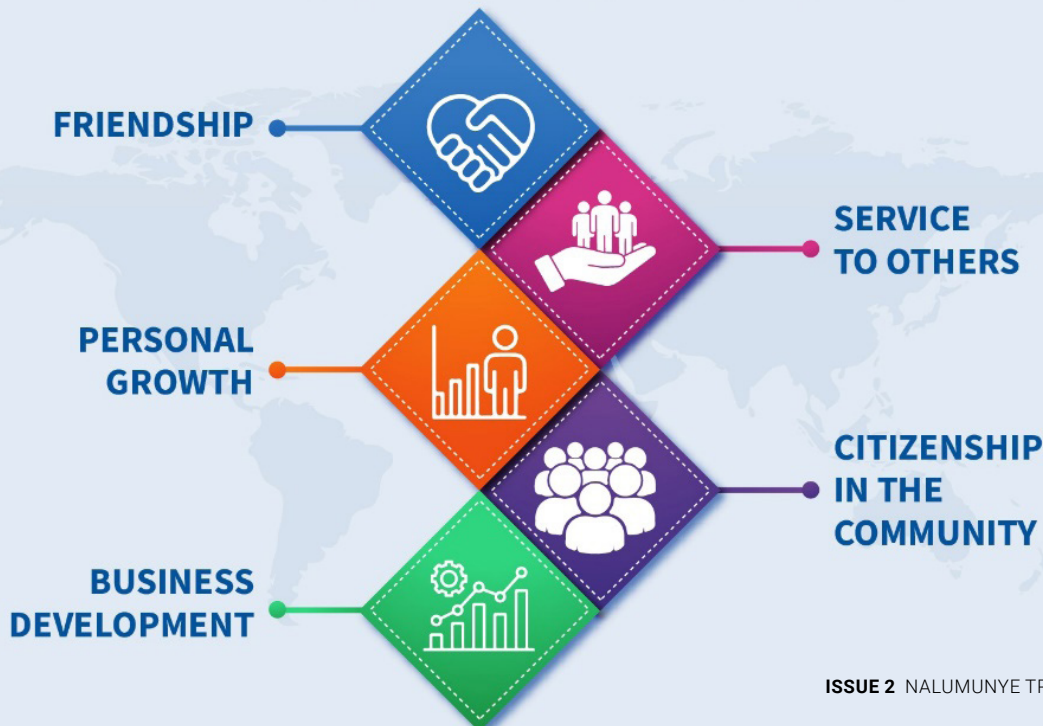 FRIENDSHIP
SERVICE
TO OTHERS
PERSONAL
GROWTH
CITIZENSHIP
IN THE
COMMUNITY
BUSINESS
DEVELOPMENT
ISSUE 2 NALUMUNYE